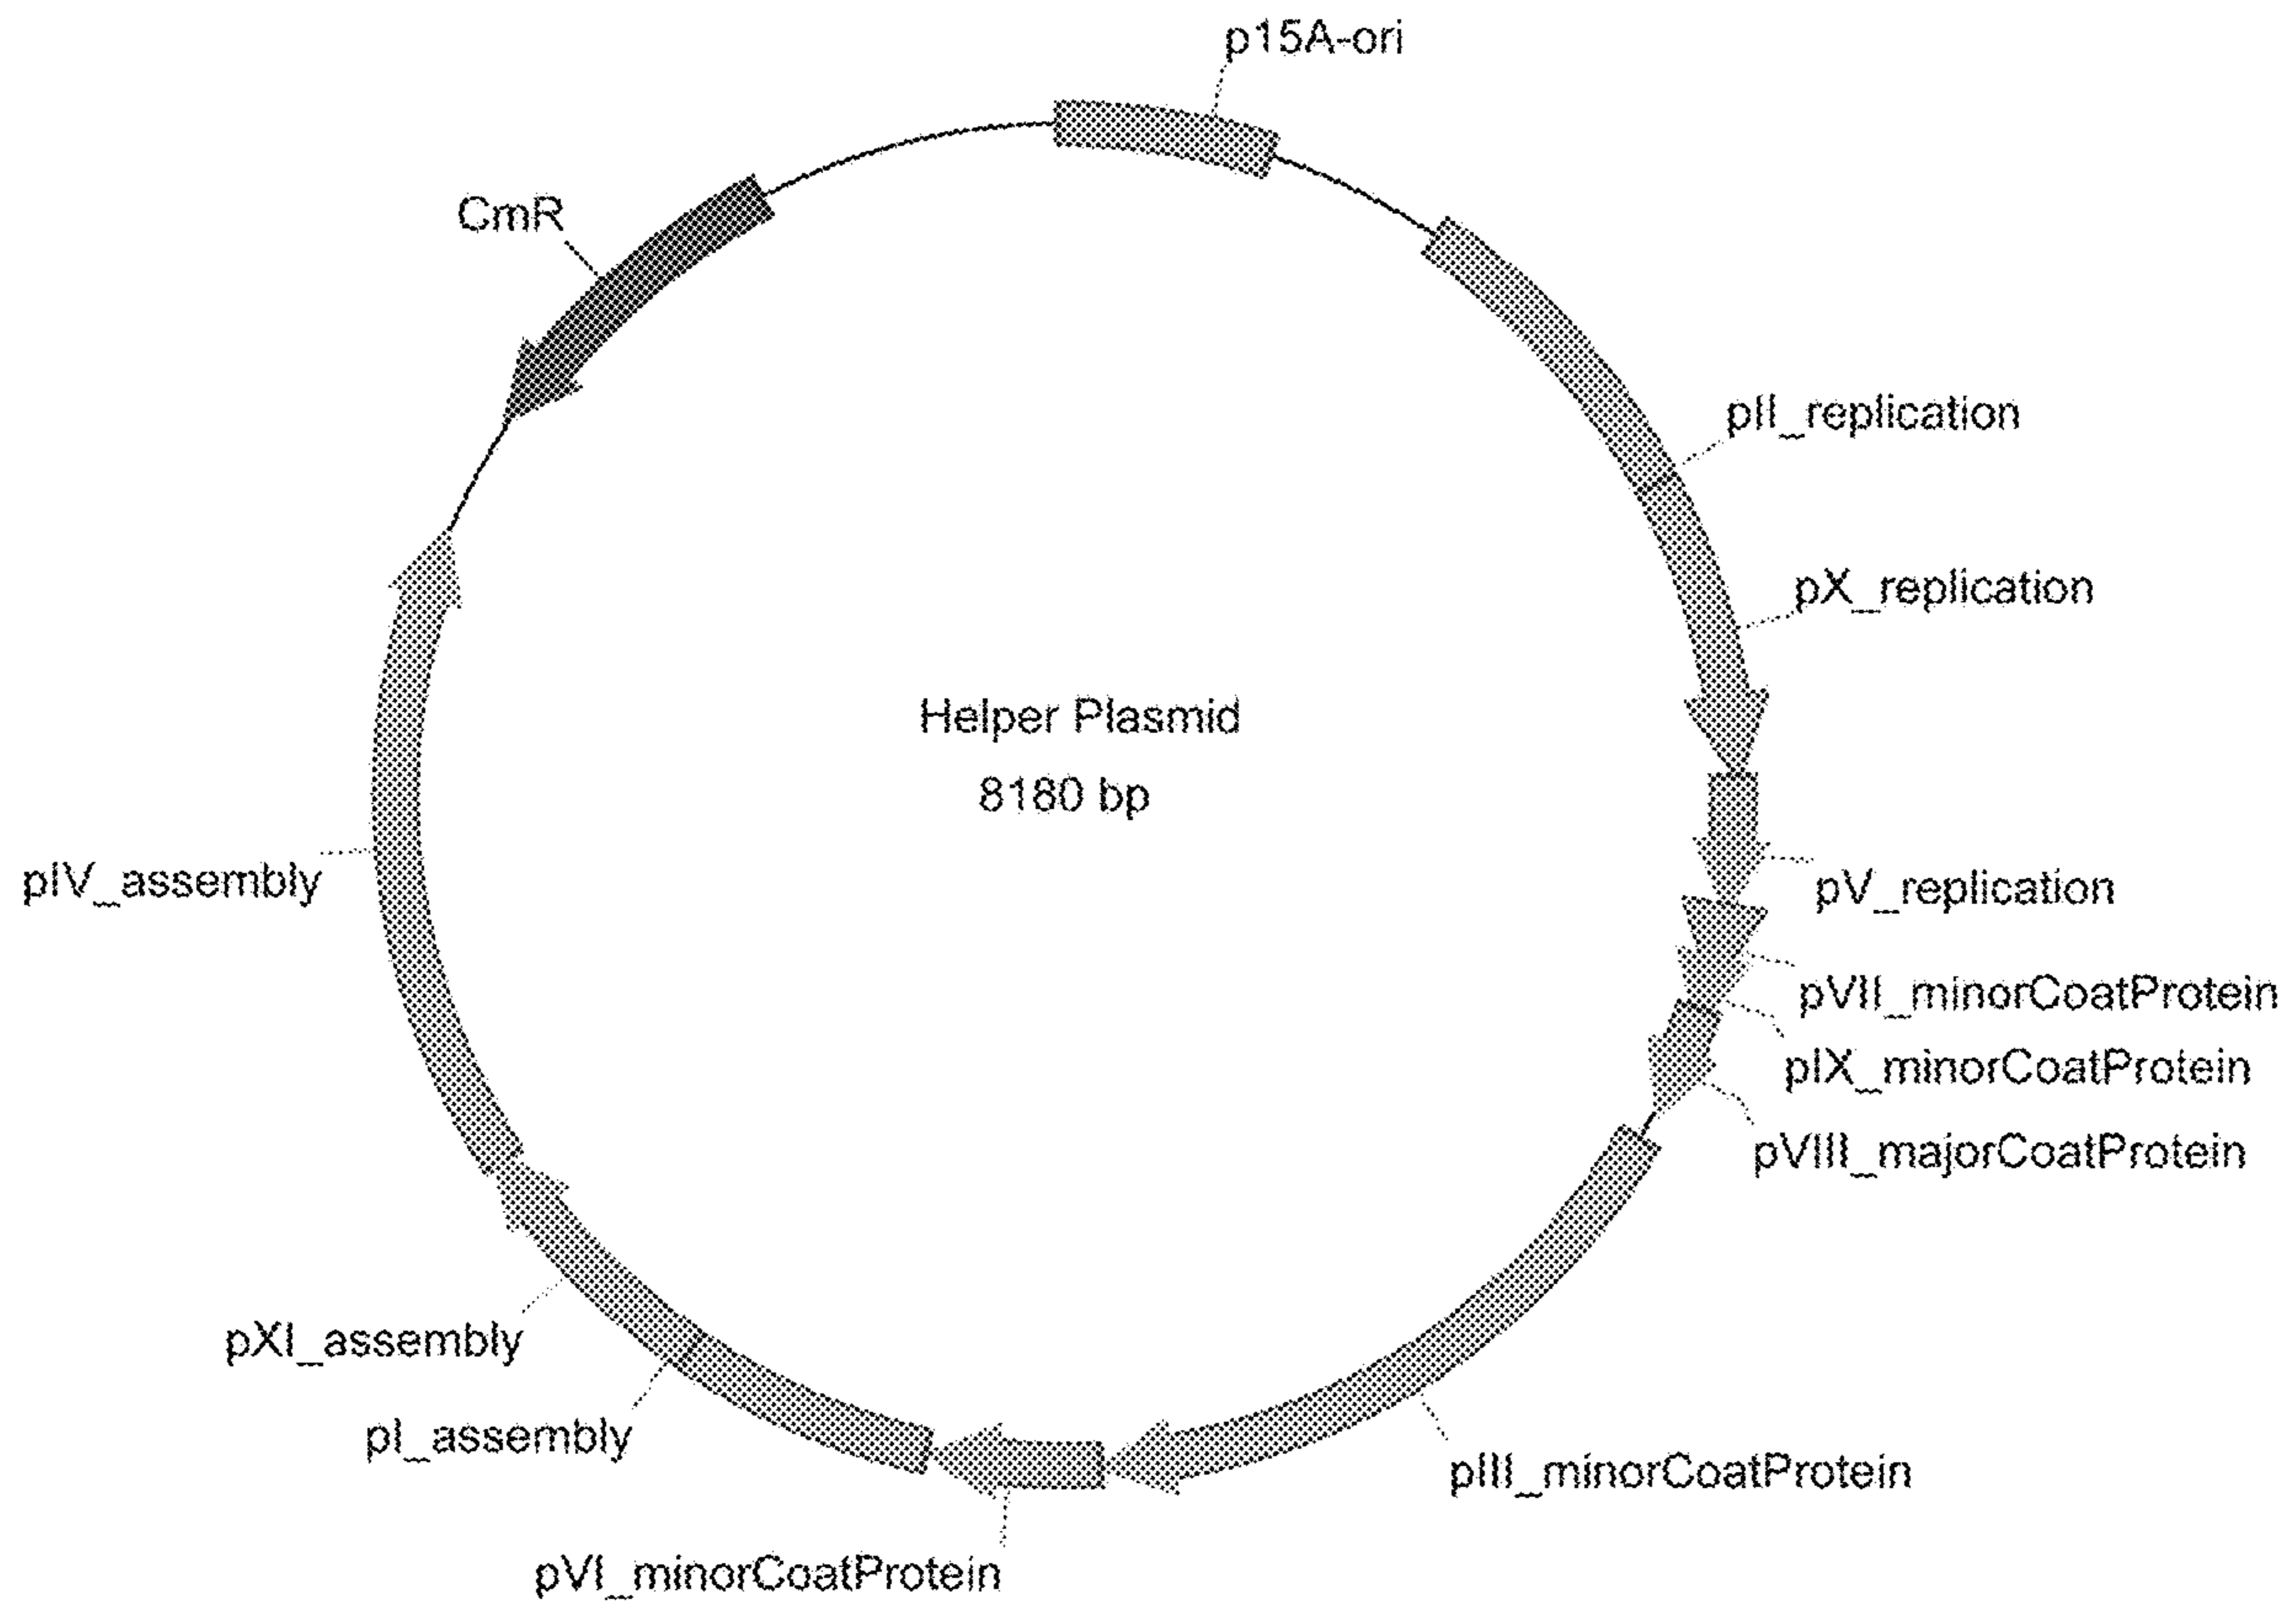 p15A-ori
CmR
pII_replication
pX_replication
Helper Plasmid
8180 bp
pIV_assembly
pV_replication
pVII_minorCoatProtein
pIX_minorCoatProtein
pVIII_majorCoatProtein
pXI_assembly
pI_assembly
pIII_minorCoatProtein
pVI_minorCoatProtein